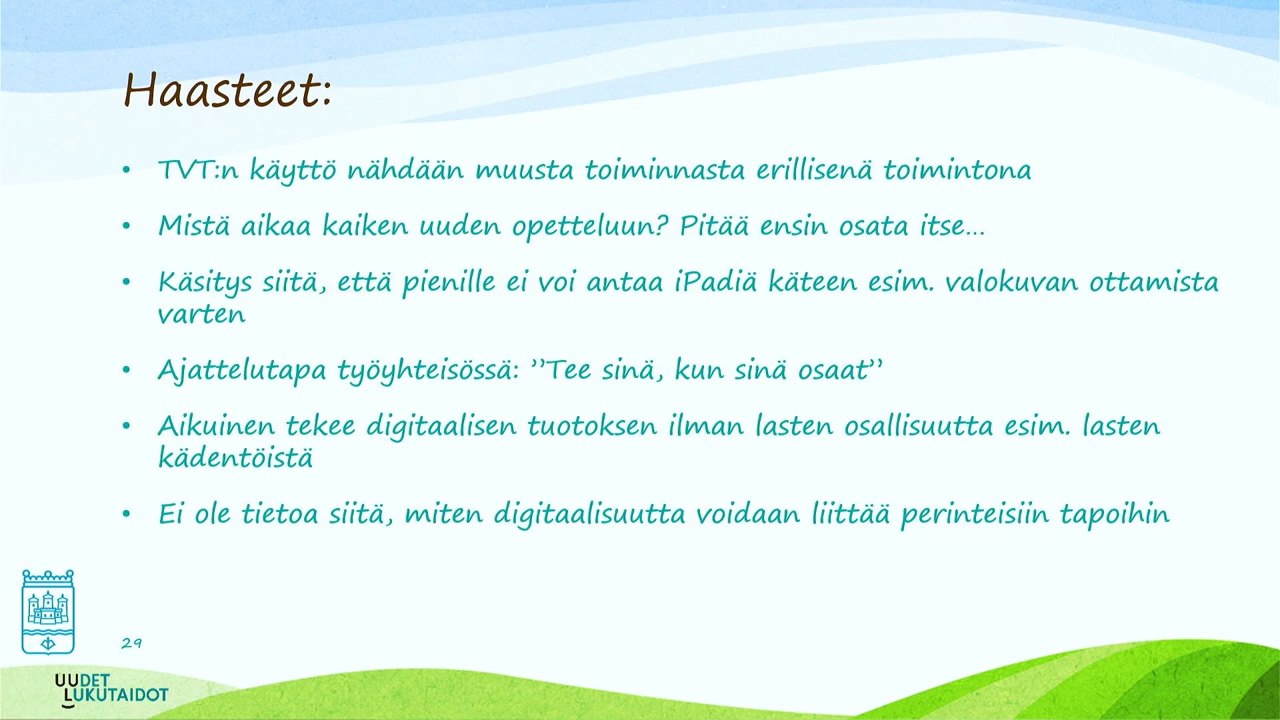 Haasteet:
• TVT:n käyttö nähdään muusta toiminnasta erillisenä toimintona
• Mistä aikaa kaiken uuden opetteluun? Pitää ensin osata itse...
• Käsitys siitä, että pienille ei voi antaa iPadiä käteen esim. valokuvan ottamista
varten
• Ajattelutapa työyhteisössä: ”Tee sinä, kun sinä osaat”
• Aikuinen tekee digitaalisen tuotoksen ilman lasten osallisuutta esim. lasten
kädentöistä
• Ei ole tietoa siitä, miten digitaalisuutta voidaan liittää perinteisiin tapoihin
29
UUDET
LUKUTAIDOT